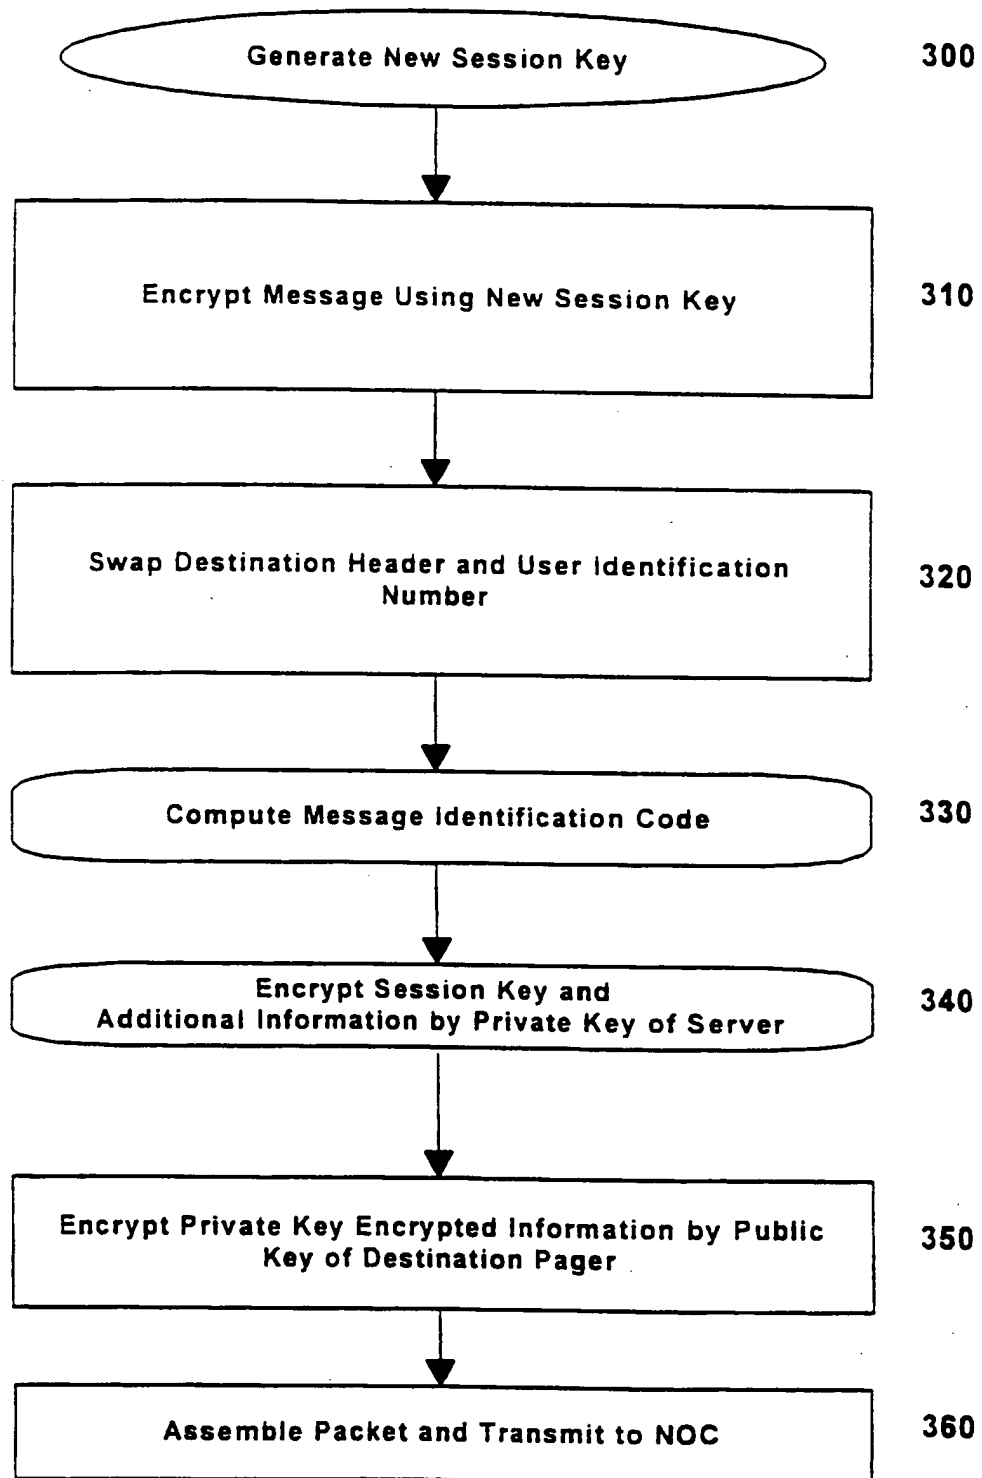 Generate New Session Key
300
Encrypt Message Using New Session Key
310
Swap Destination Header and User Identification
Number
320
Compute Message Identification Code
330
Encrypt Session Key and
Additional Information by Private Key of Server
340
Encrypt Private Key Encrypted Information by Public
Key of Destination Pager
350
Assemble Packet and Transmit to NOC
360